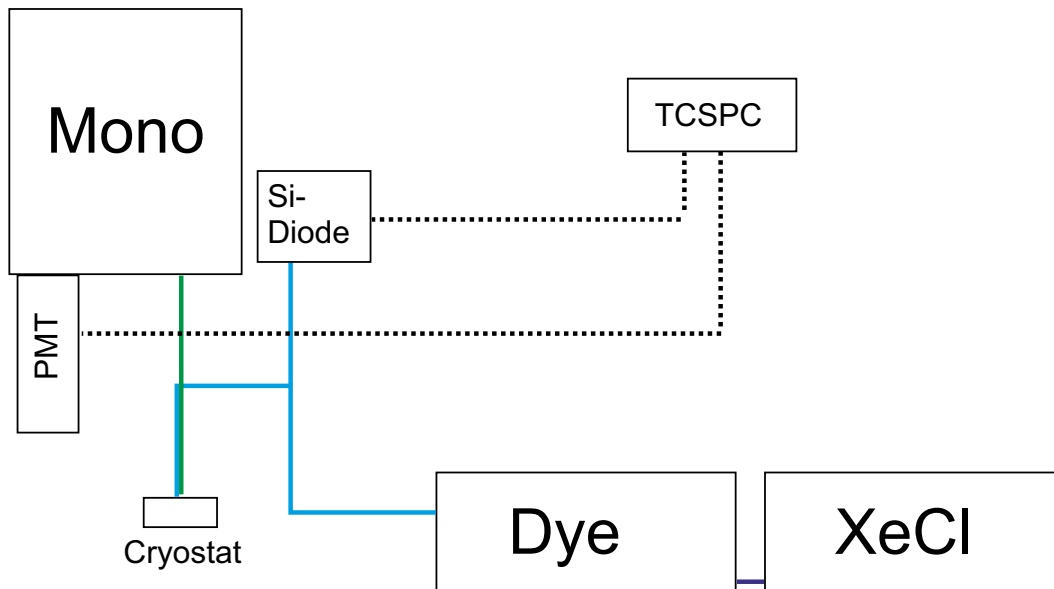 Mono
TCSPC
Si-
Diode
PMT
Cryostat
Dye
XeCl